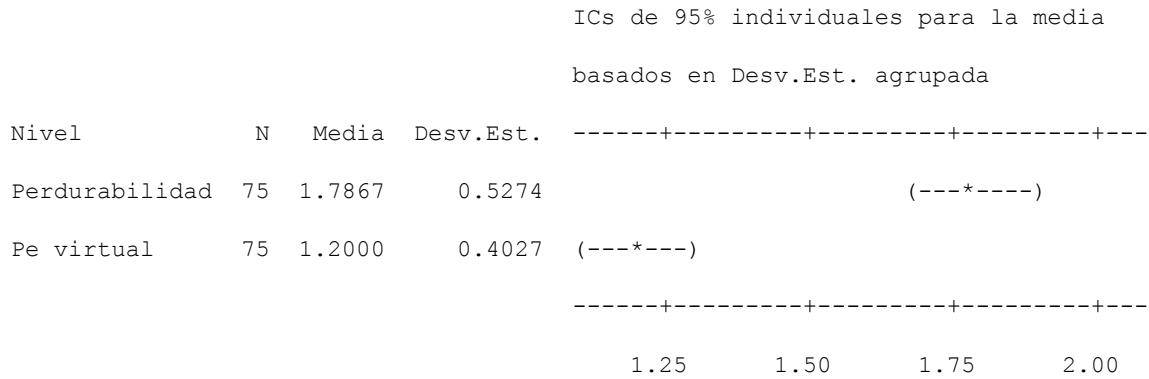 ICs de 95% individuales para la media
basados en Desv.Est. agrupada
Nivel            N   Media  Desv.Est.  ------+---------+---------+---------+---
Perdurabilidad  75  1.7867     0.5274                         (---*----)
Pe virtual      75  1.2000     0.4027  (---*---)
------+---------+---------+---------+---
1.25      1.50      1.75      2.00